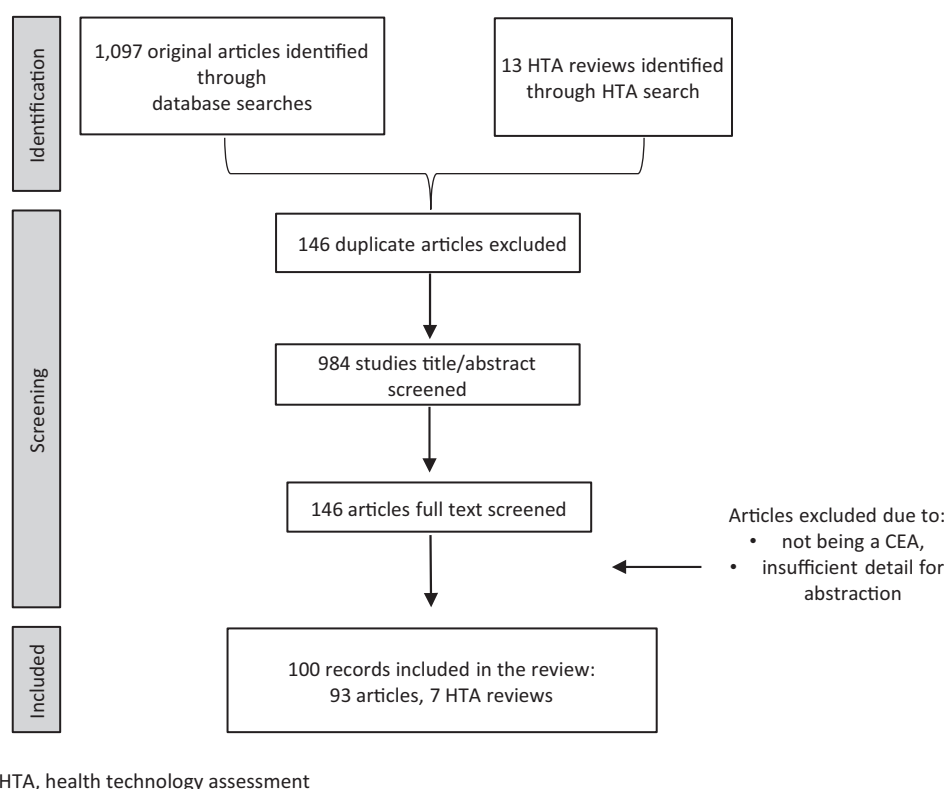 Identification
1,097 original articles identified
through
database searches
13 HTA reviews identified
through HTA search
Screening
146 duplicate articles excluded
984 studies title/abstract
screened
146 articles full text screened
Articles excluded due to:
• not being a CEA,
• insufficient detail for
abstraction
Included
100 records included in the review:
93 articles, 7 HTA reviews
HTA, health technology assessment